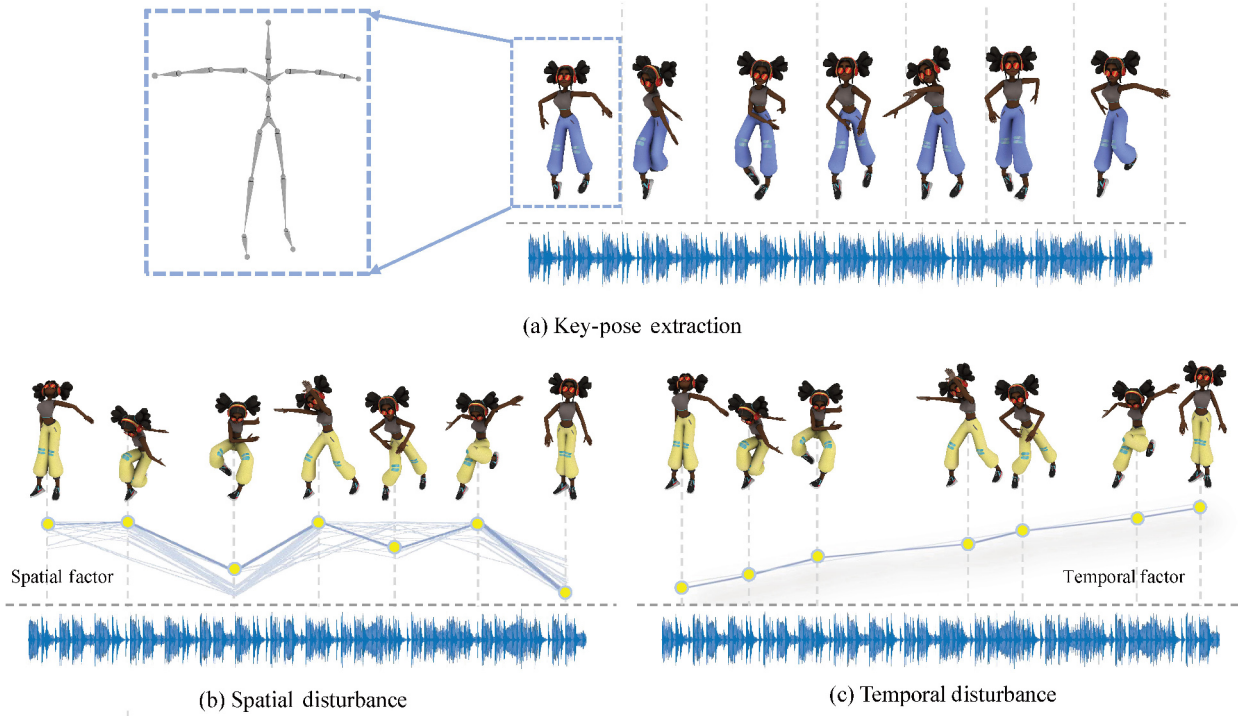 (a) Key-pose extraction
Spatial factor
Temporal factor
(b) Spatial disturbance
(c) Temporal disturbance